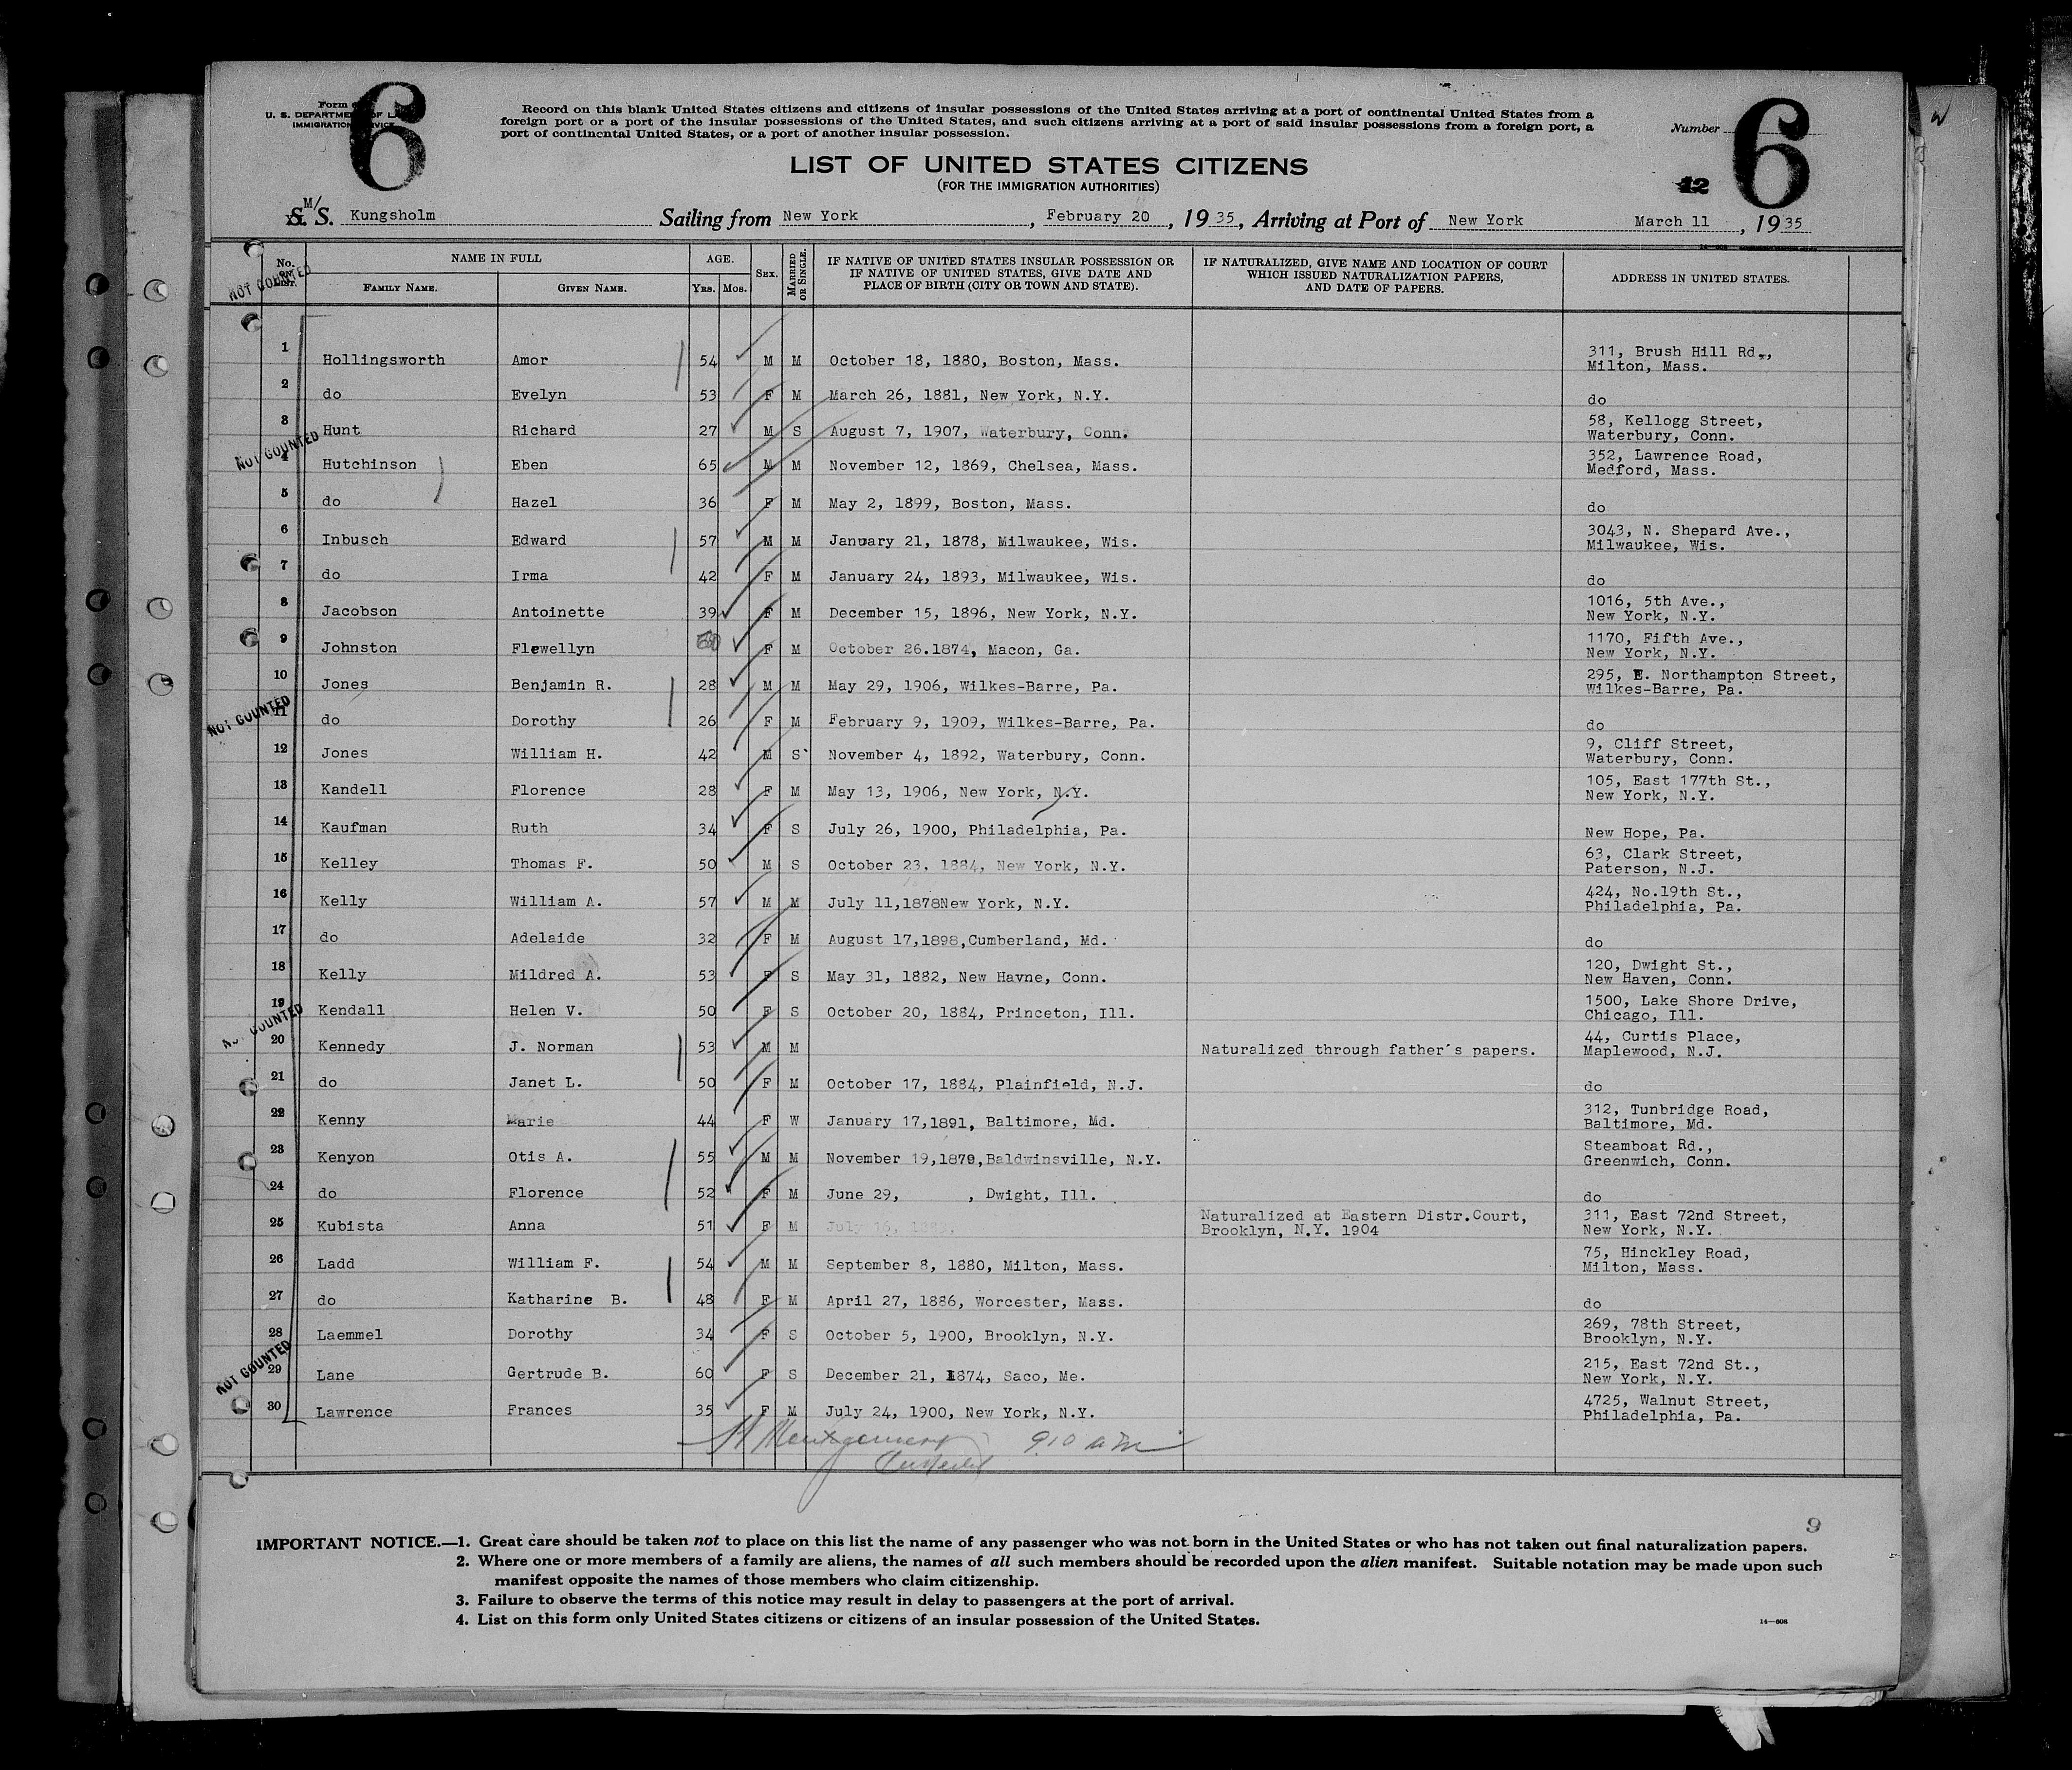 6
6
Form
U. S. DEPARTMENT OF
IMMIGRATION SERVICE
Record on this blank United States citizens and citizens of insular possessions of the United States arriving at a port of continental United States from a
foreign port or a port of the insular possessions of the United States, and such citizens arriving at a port of said insular possessions from a foreign port, a
port of continental United States, or a port of another insular possession.
Number
LIST OF UNITED STATES CITIZENS
(FOR THE IMMIGRATION AUTHORITIES)
12
M/
S. S. Kungsholm Sailing from New York, February 20, 1935, Arriving at Port of New York March 11, 1935
No. on List. NAME IN FULL AGE. SEX. MARRIED OR SINGLE. IF NATIVE OF UNITED STATES INSULAR POSSESSION OR IF NATIVE OF UNITED STATES, GIVE DATE AND PLACE OF BIRTH (CITY OR TOWN AND STATE). IF NATURALIZED, GIVE NAME AND LOCATION OF COURT WHICH ISSUED NATURALIZATION PAPERS, AND DATE OF PAPERS. ADDRESS IN UNITED STATES.
FAMILY NAME. GIVEN NAME. YRS. MOS.
NOT COUNTED
1 Hollingsworth Amor 54 M M October 18, 1880, Boston, Mass. 311, Brush Hill Rd., Milton, Mass.
2 do Evelyn 53 F M March 26, 1881, New York, N.Y. do
3 Hunt Richard 27 M S August 7, 1907, Waterbury, Conn. 58, Kellogg Street, Waterbury, Conn.
NOT COUNTED
4 Hutchinson Eben 65 M M November 12, 1869, Chelsea, Mass. 352, Lawrence Road, Medford, Mass.
5 do Hazel 36 F M May 2, 1899, Boston, Mass. do
6 Inbusch Edward 57 M M January 21, 1878, Milwaukee, Wis. 3043, N. Shepard Ave., Milwaukee, Wis.
7 do Irma 42 F M January 24, 1893, Milwaukee, Wis. do
8 Jacobson Antoinette 39 F M December 15, 1896, New York, N.Y. 1016, 5th Ave., New York, N.Y.
9 Johnston Flewellyn F M October 26.1874, Macon, Ga. 1170, Fifth Ave., New York, N.Y.
10 Jones Benjamin R. 28 M M May 29, 1906, Wilkes-Barre, Pa. 295, E. Northampton Street, Wilkes-Barre, Pa.
NOT COUNTED
11 do Dorothy 26 F M February 9, 1909, Wilkes-Barre, Pa. do
12 Jones William H. 42 M S November 4, 1892, Waterbury, Conn. 9, Cliff Street, Waterbury, Conn.
13 Kandell Florence 28 F M May 13, 1906, New York, N.Y. 105, East 177th St., New York, N.Y.
14 Kaufman Ruth 34 F S July 26, 1900, Philadelphia, Pa. New Hope, Pa.
15 Kelley Thomas F. 50 M S October 23, 1884, New York, N.Y. 63, Clark Street, Paterson, N.J.
16 Kelly William A. 57 M M July 11,1878New York, N.Y. 424, No.19th St., Philadelphia, Pa.
17 do Adelaide 32 F M August 17,1898,Cumberland, Md. do
18 Kelly Mildred A. 53 F S May 31, 1882, New Havne, Conn. 120, Dwight St., New Haven, Conn.
19 Kendall Helen V. 50 F S October 20, 1884, Princeton, Ill. 1500, Lake Shore Drive, Chicago, Ill.
NOT COUNTED
20 Kennedy J. Norman 53 M M Naturalized through father's papers. 44, Curtis Place, Maplewood, N.J.
21 do Janet L. 50 F M October 17, 1884, Plainfield, N.J. do
22 Kenny Marie 44 F W January 17,1891, Baltimore, Md. 312, Tunbridge Road, Baltimore, Md.
23 Kenyon Otis A. 55 M M November 19,1879,Baldwinsville, N.Y. Steamboat Rd., Greenwich, Conn.
24 do Florence 52 F M June 29, , Dwight, Ill. do
25 Kubista Anna 51 F M July 16, 1883, Naturalized at Eastern Distr.Court, Brooklyn, N.Y. 1904 311, East 72nd Street, New York, N.Y.
26 Ladd William F. 54 M M September 8, 1880, Milton, Mass. 75, Hinckley Road, Milton, Mass.
27 do Katharine B. 48 F M April 27, 1886, Worcester, Mass. do
28 Laemmel Dorothy 34 F S October 5, 1900, Brooklyn, N.Y. 269, 78th Street, Brooklyn, N.Y.
NOT COUNTED
29 Lane Gertrude B. 60 F S December 21, 1874, Saco, Me. 215, East 72nd St., New York, N.Y.
30 Lawrence Frances 35 F M July 24, 1900, New York, N.Y. 4725, Walnut Street, Philadelphia, Pa.
910 am
9
IMPORTANT NOTICE.—1. Great care should be taken not to place on this list the name of any passenger who was not born in the United States or who has not taken out final naturalization papers.
2. Where one or more members of a family are aliens, the names of all such members should be recorded upon the alien manifest. Suitable notation may be made upon such
manifest opposite the names of those members who claim citizenship.
3. Failure to observe the terms of this notice may result in delay to passengers at the port of arrival.
4. List on this form only United States citizens or citizens of an insular possession of the United States.
14—608